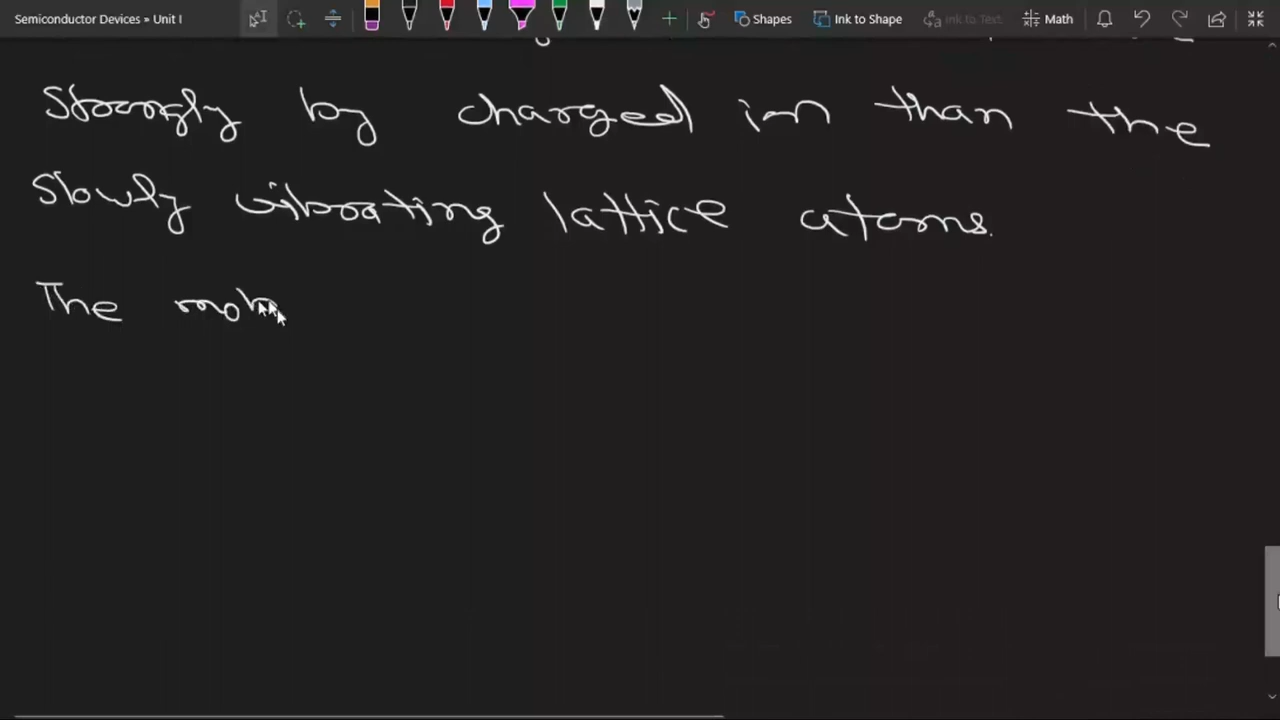 Semiconductor Devices » Unit I
Shapes
Ink to Shape
Ink to Text
Math
Strongly by charged ion than the
Slowly vibrating lattice atoms.
The mob